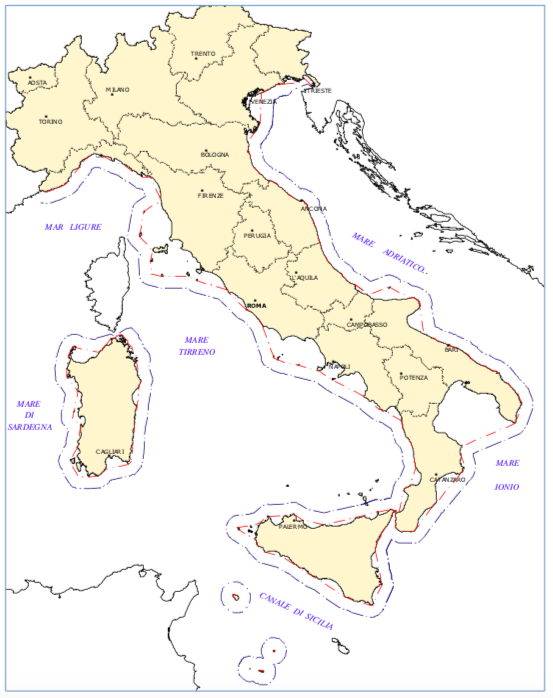 TRENTO
AOSTA
MILANO
TRIESTE
VENEZIA
TORINO
BOLOGNA
FIRENZE
ANCONA
MAR LIGURE
PERUGIA
MARE ADRIATICO
L'AQUILA
ROMA
CAMPOBASSO
MARE
TIRRENO
BARI
NAPOLI
POTENZA
MARE
DI
SARDEGNA
CAGLIARI
MARE
IONIO
CATANZARO
PALERMO
CANALE DI SICILIA